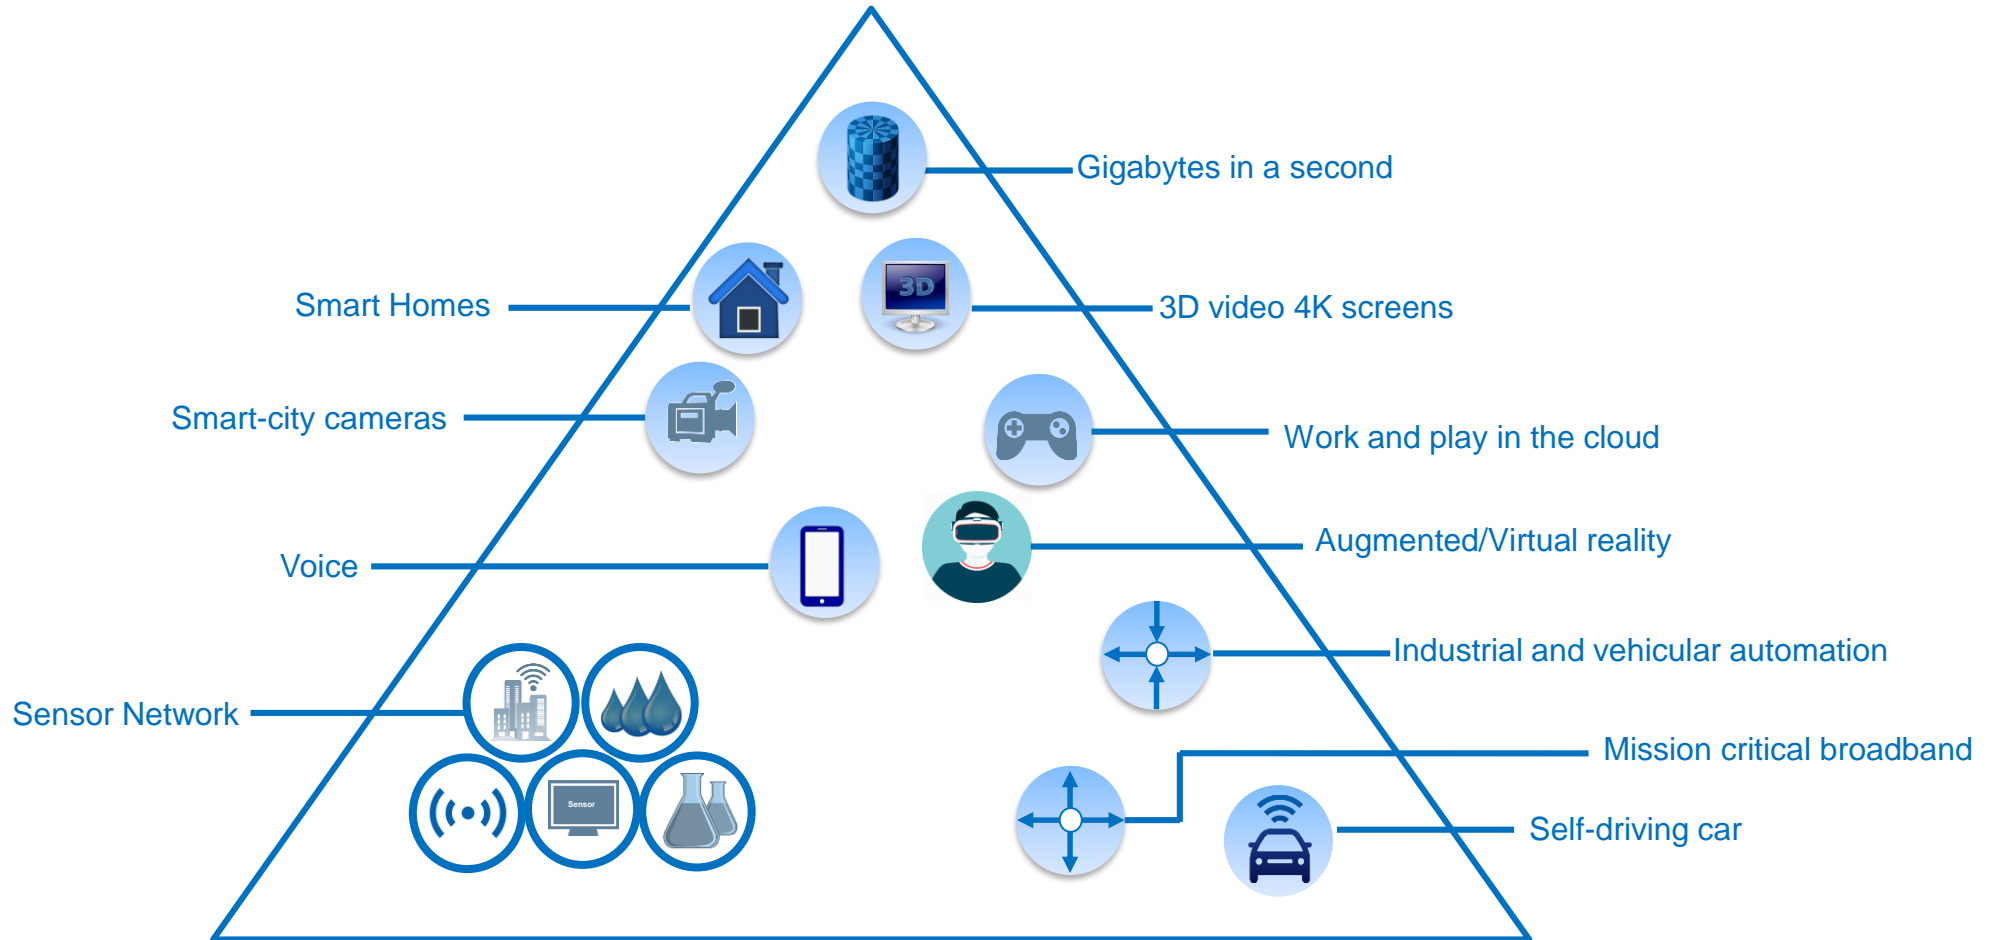 Gigabytes in a second
3D
Smart Homes
3D video 4K screens
Smart-city cameras
Work and play in the cloud
Augmented/Virtual reality
Voice
Industrial and vehicular automation
Sensor Network
Mission critical broadband
Sensor
Self-driving car